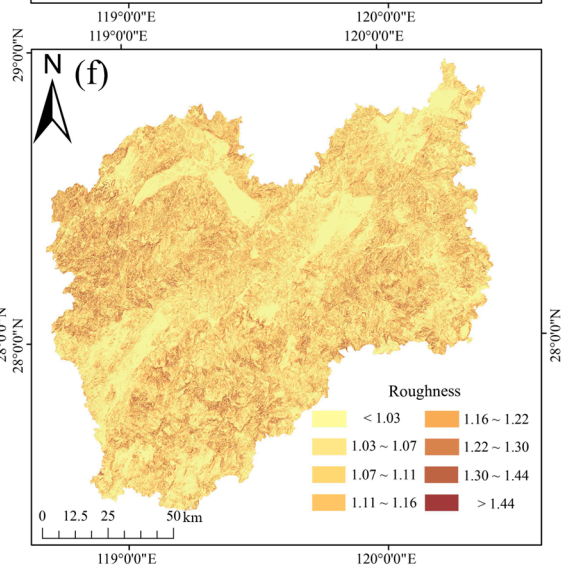 119°0'0"E 120°0'0"E
119°0'0"E 120°0'0"E
29°0'0"N
N (f)
28°0'0"N
28°0'0"N
Roughness
< 1.03 1.16 ~ 1.22
1.03 ~ 1.07 1.22 ~ 1.30
1.07 ~ 1.11 1.30 ~ 1.44
1.11 ~ 1.16 > 1.44
0 12.5 25 50 km
119°0'0"E 120°0'0"E